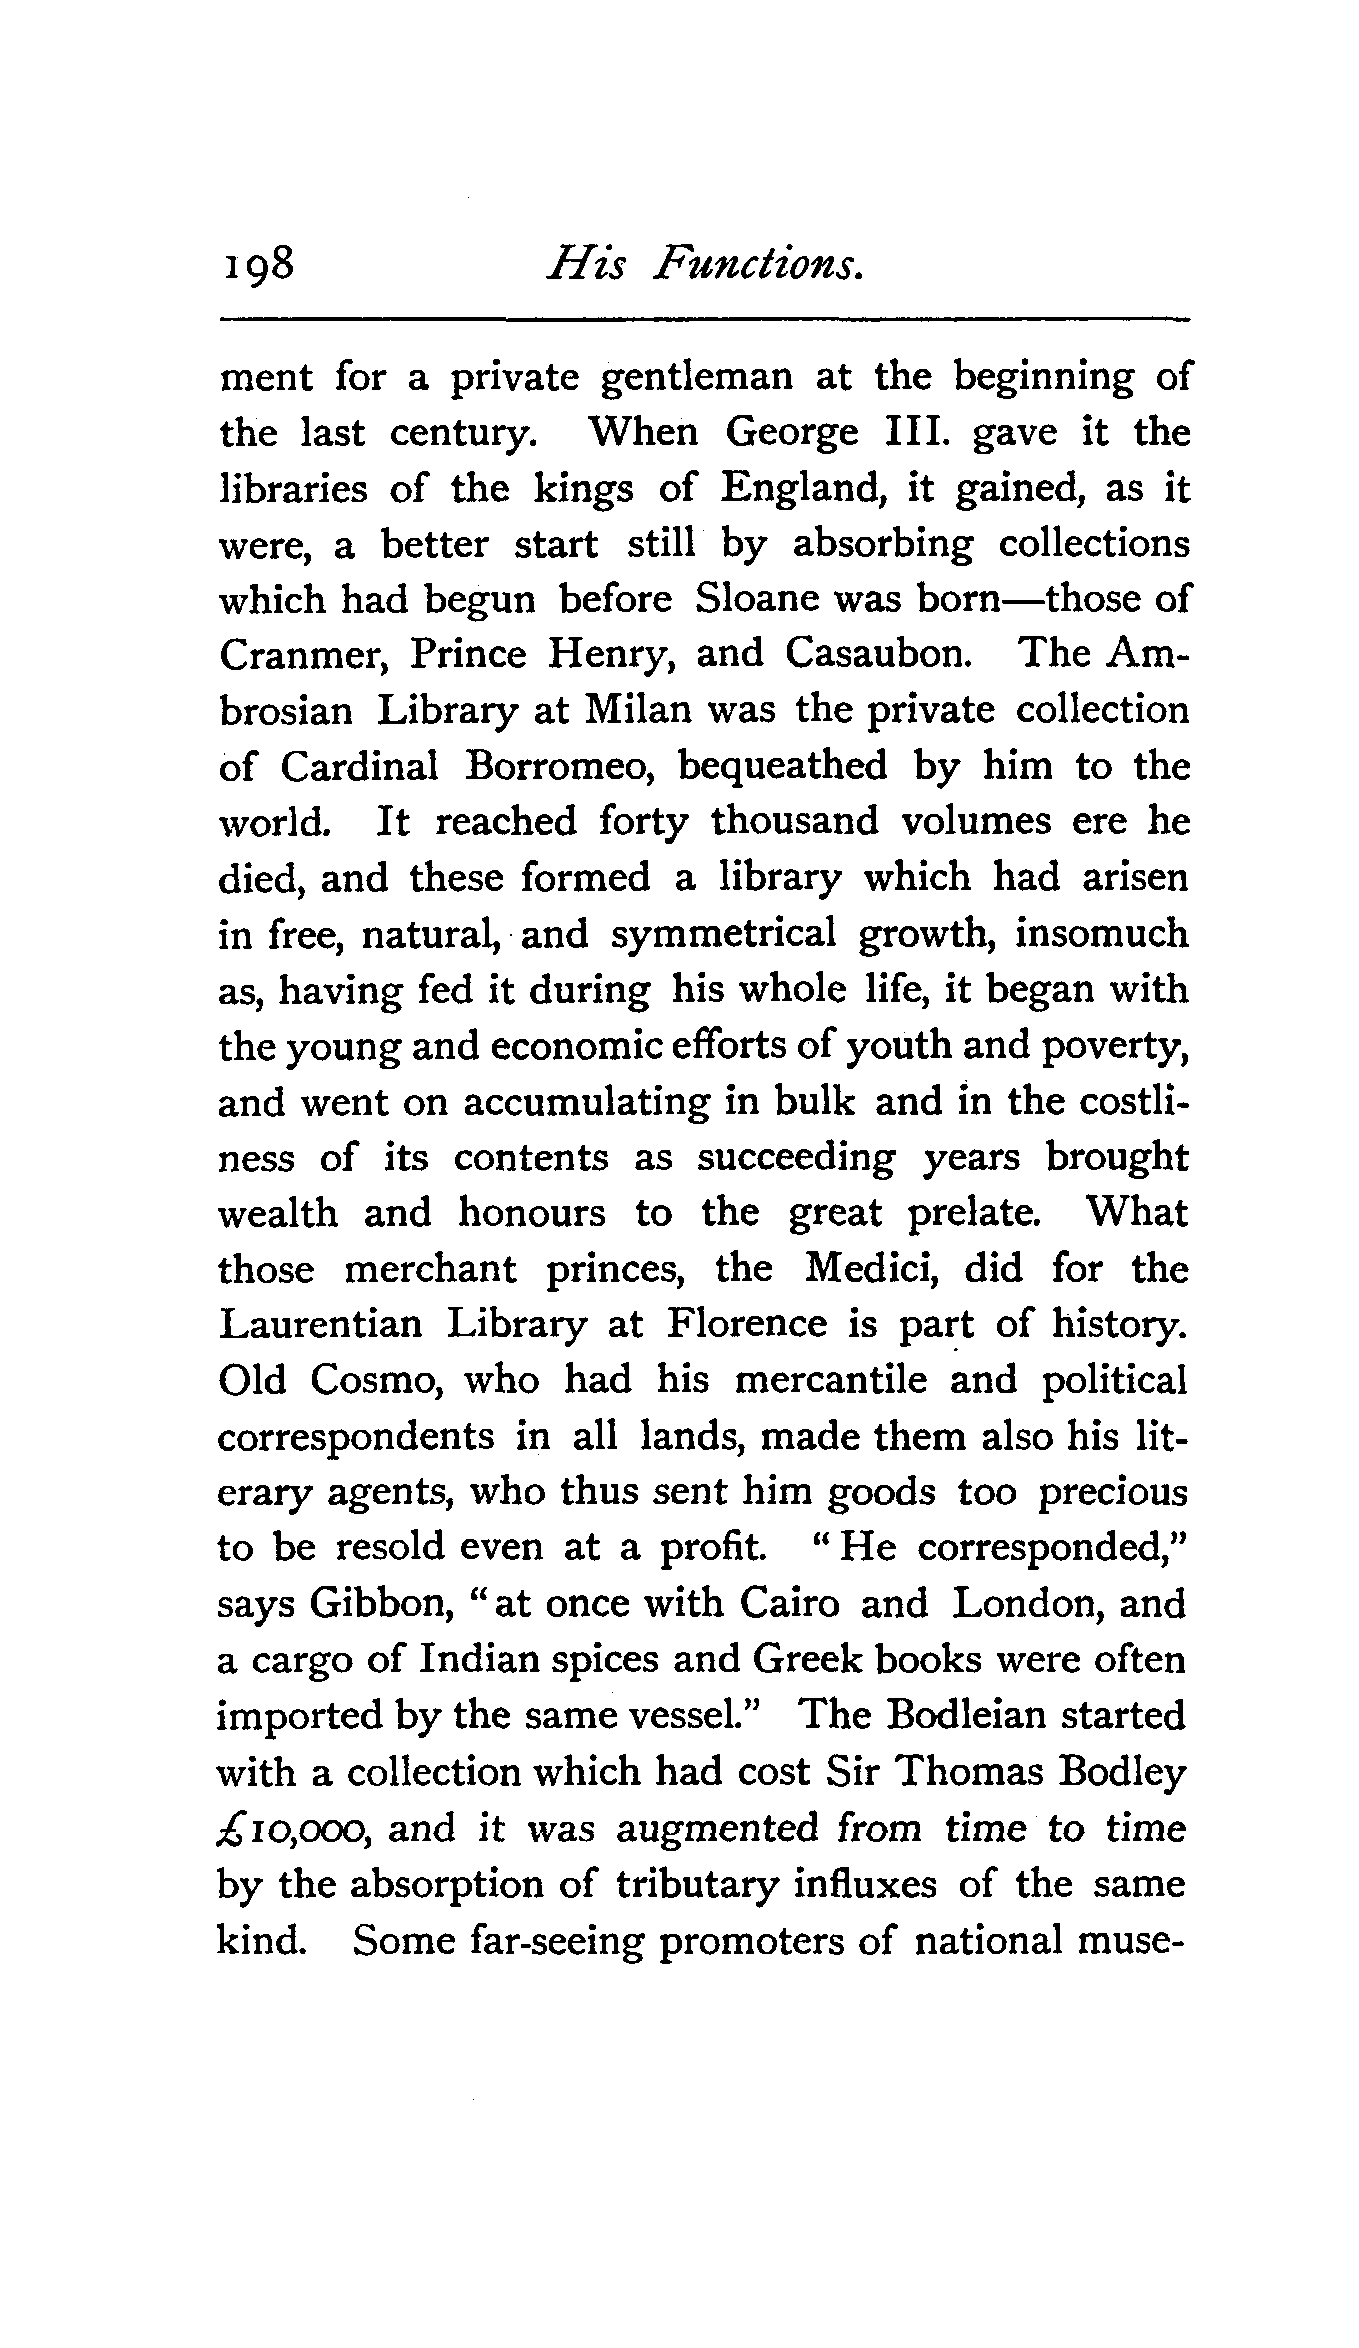 198 His Functions.
ment for a private gentleman at the beginning of
the last century. When George III. gave it the
libraries of the kings of England, it gained, as it
were, a better start still by absorbing collections
which had begun before Sloane was born—those of
Cranmer, Prince Henry, and Casaubon. The Am-
brosian Library at Milan was the private collection
of Cardinal Borromeo, bequeathed by him to the
world. It reached forty thousand volumes ere he
died, and these formed a library which had arisen
in free, natural, and symmetrical growth, insomuch
as, having fed it during his whole life, it began with
the young and economic efforts of youth and poverty,
and went on accumulating in bulk and in the costli-
ness of its contents as succeeding years brought
wealth and honours to the great prelate. What
those merchant princes, the Medici, did for the
Laurentian Library at Florence is part of history.
Old Cosmo, who had his mercantile and political
correspondents in all lands, made them also his lit-
erary agents, who thus sent him goods too precious
to be resold even at a profit. “He corresponded,”
says Gibbon, “at once with Cairo and London, and
a cargo of Indian spices and Greek books were often
imported by the same vessel.” The Bodleian started
with a collection which had cost Sir Thomas Bodley
£10,000, and it was augmented from time to time
by the absorption of tributary influxes of the same
kind. Some far-seeing promoters of national muse-